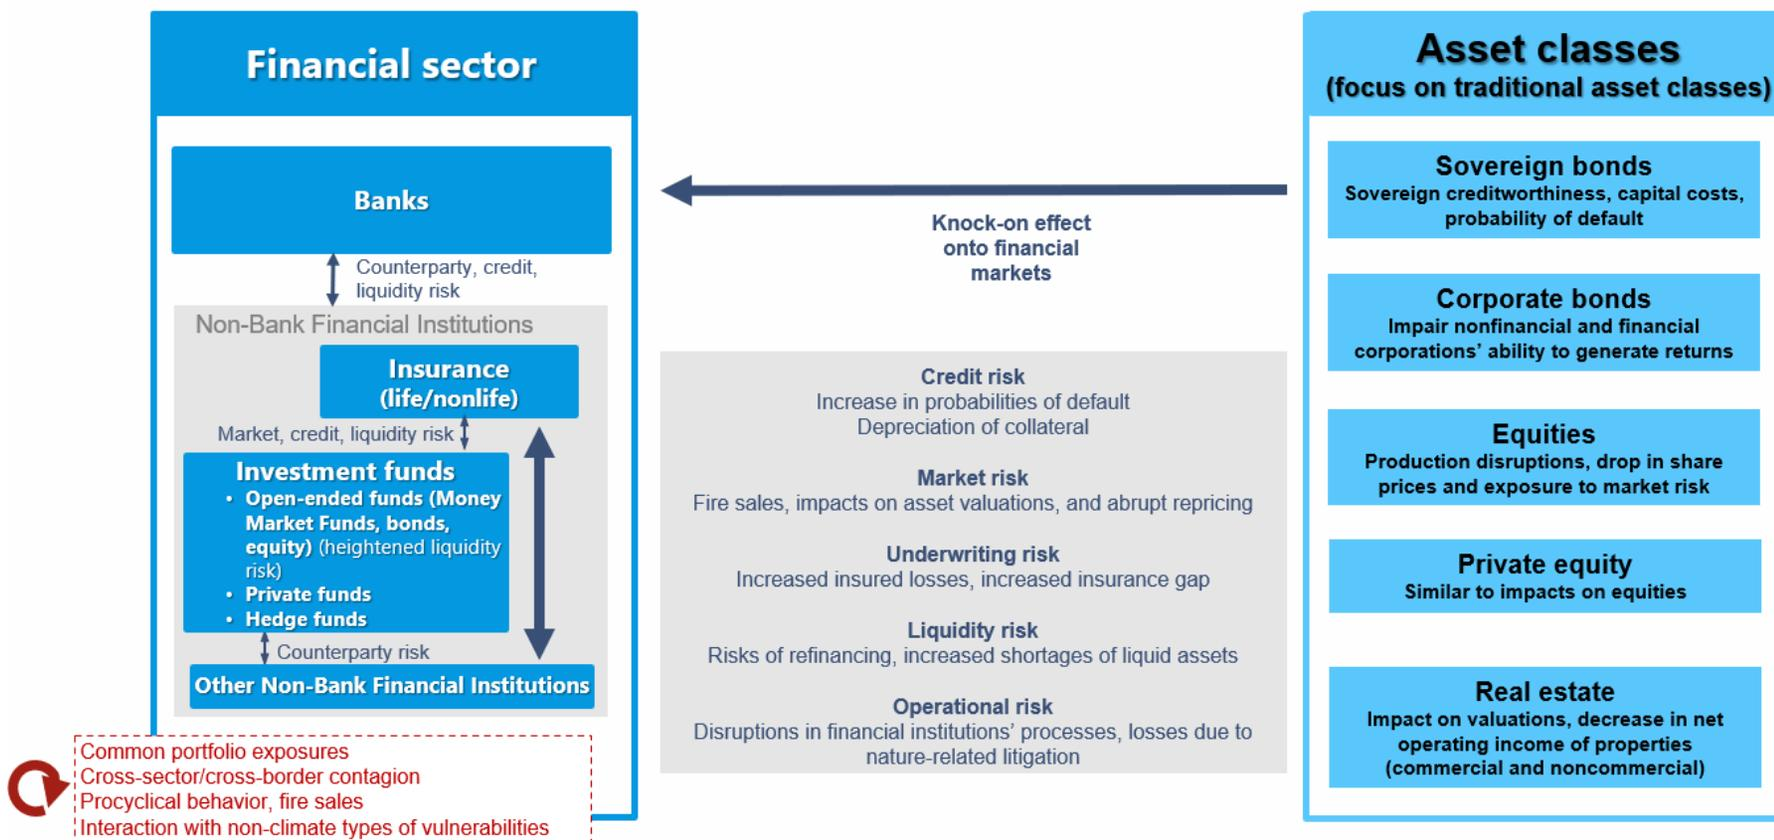 Financial sector
Banks
Counterparty, credit,
liquidity risk
Non-Bank Financial Institutions
Insurance
(life/nonlife)
Market, credit, liquidity risk
Investment funds
• Open-ended funds (Money
Market Funds, bonds,
equity) (heightened liquidity
risk)
• Private funds
• Hedge funds
Counterparty risk
Other Non-Bank Financial Institutions
Common portfolio exposures
Cross-sector/cross-border contagion
Procyclical behavior, fire sales
Interaction with non-climate types of vulnerabilities
Knock-on effect
onto financial
markets
Credit risk
Increase in probabilities of default
Depreciation of collateral
Market risk
Fire sales, impacts on asset valuations, and abrupt repricing
Underwriting risk
Increased insured losses, increased insurance gap
Liquidity risk
Risks of refinancing, increased shortages of liquid assets
Operational risk
Disruptions in financial institutions’ processes, losses due to
nature-related litigation
Asset classes
(focus on traditional asset classes)
Sovereign bonds
Sovereign creditworthiness, capital costs,
probability of default
Corporate bonds
Impair nonfinancial and financial
corporations’ ability to generate returns
Equities
Production disruptions, drop in share
prices and exposure to market risk
Private equity
Similar to impacts on equities
Real estate
Impact on valuations, decrease in net
operating income of properties
(commercial and noncommercial)